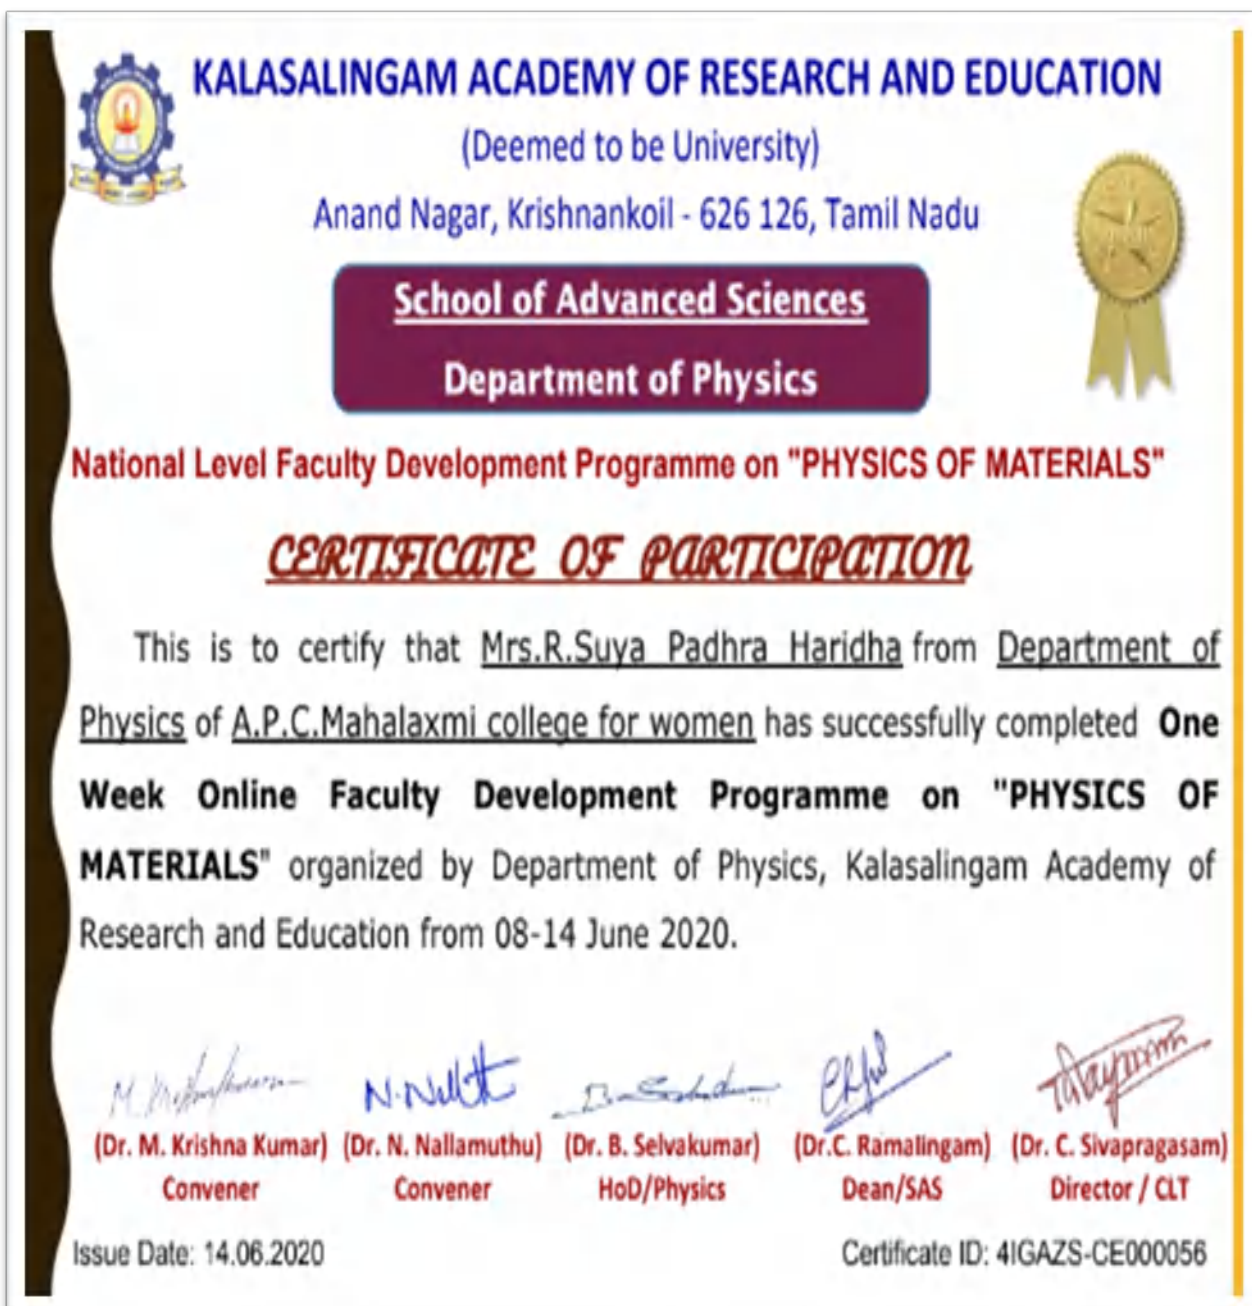 KALASALINGAM ACADEMY OF RESEARCH AND EDUCATION
(Deemed to be University)
Anand Nagar, Krishnankoil - 626 126, Tamil Nadu
School of Advanced Sciences
Department of Physics
National Level Faculty Development Programme on "PHYSICS OF MATERIALS"
CERTIFICATE OF PARTICIPATION
This is to certify that Mrs.R.Suya Padhra Haridha from Department of
Physics of A.P.C.Mahalaxmi college for women has successfully completed One
Week Online Faculty Development Programme on "PHYSICS OF
MATERIALS" organized by Department of Physics, Kalasalingam Academy of
Research and Education from 08-14 June 2020.
N. Nallth
(Dr. M. Krishna Kumar) (Dr. N. Nallamuthu) (Dr. B. Selvakumar) (Dr.C. Ramalingam) (Dr. C. Sivapragasam)
Convener Convener HoD/Physics Dean/SAS Director / CLT
Issue Date: 14.06.2020 Certificate ID: 4IGAZS-CE000056